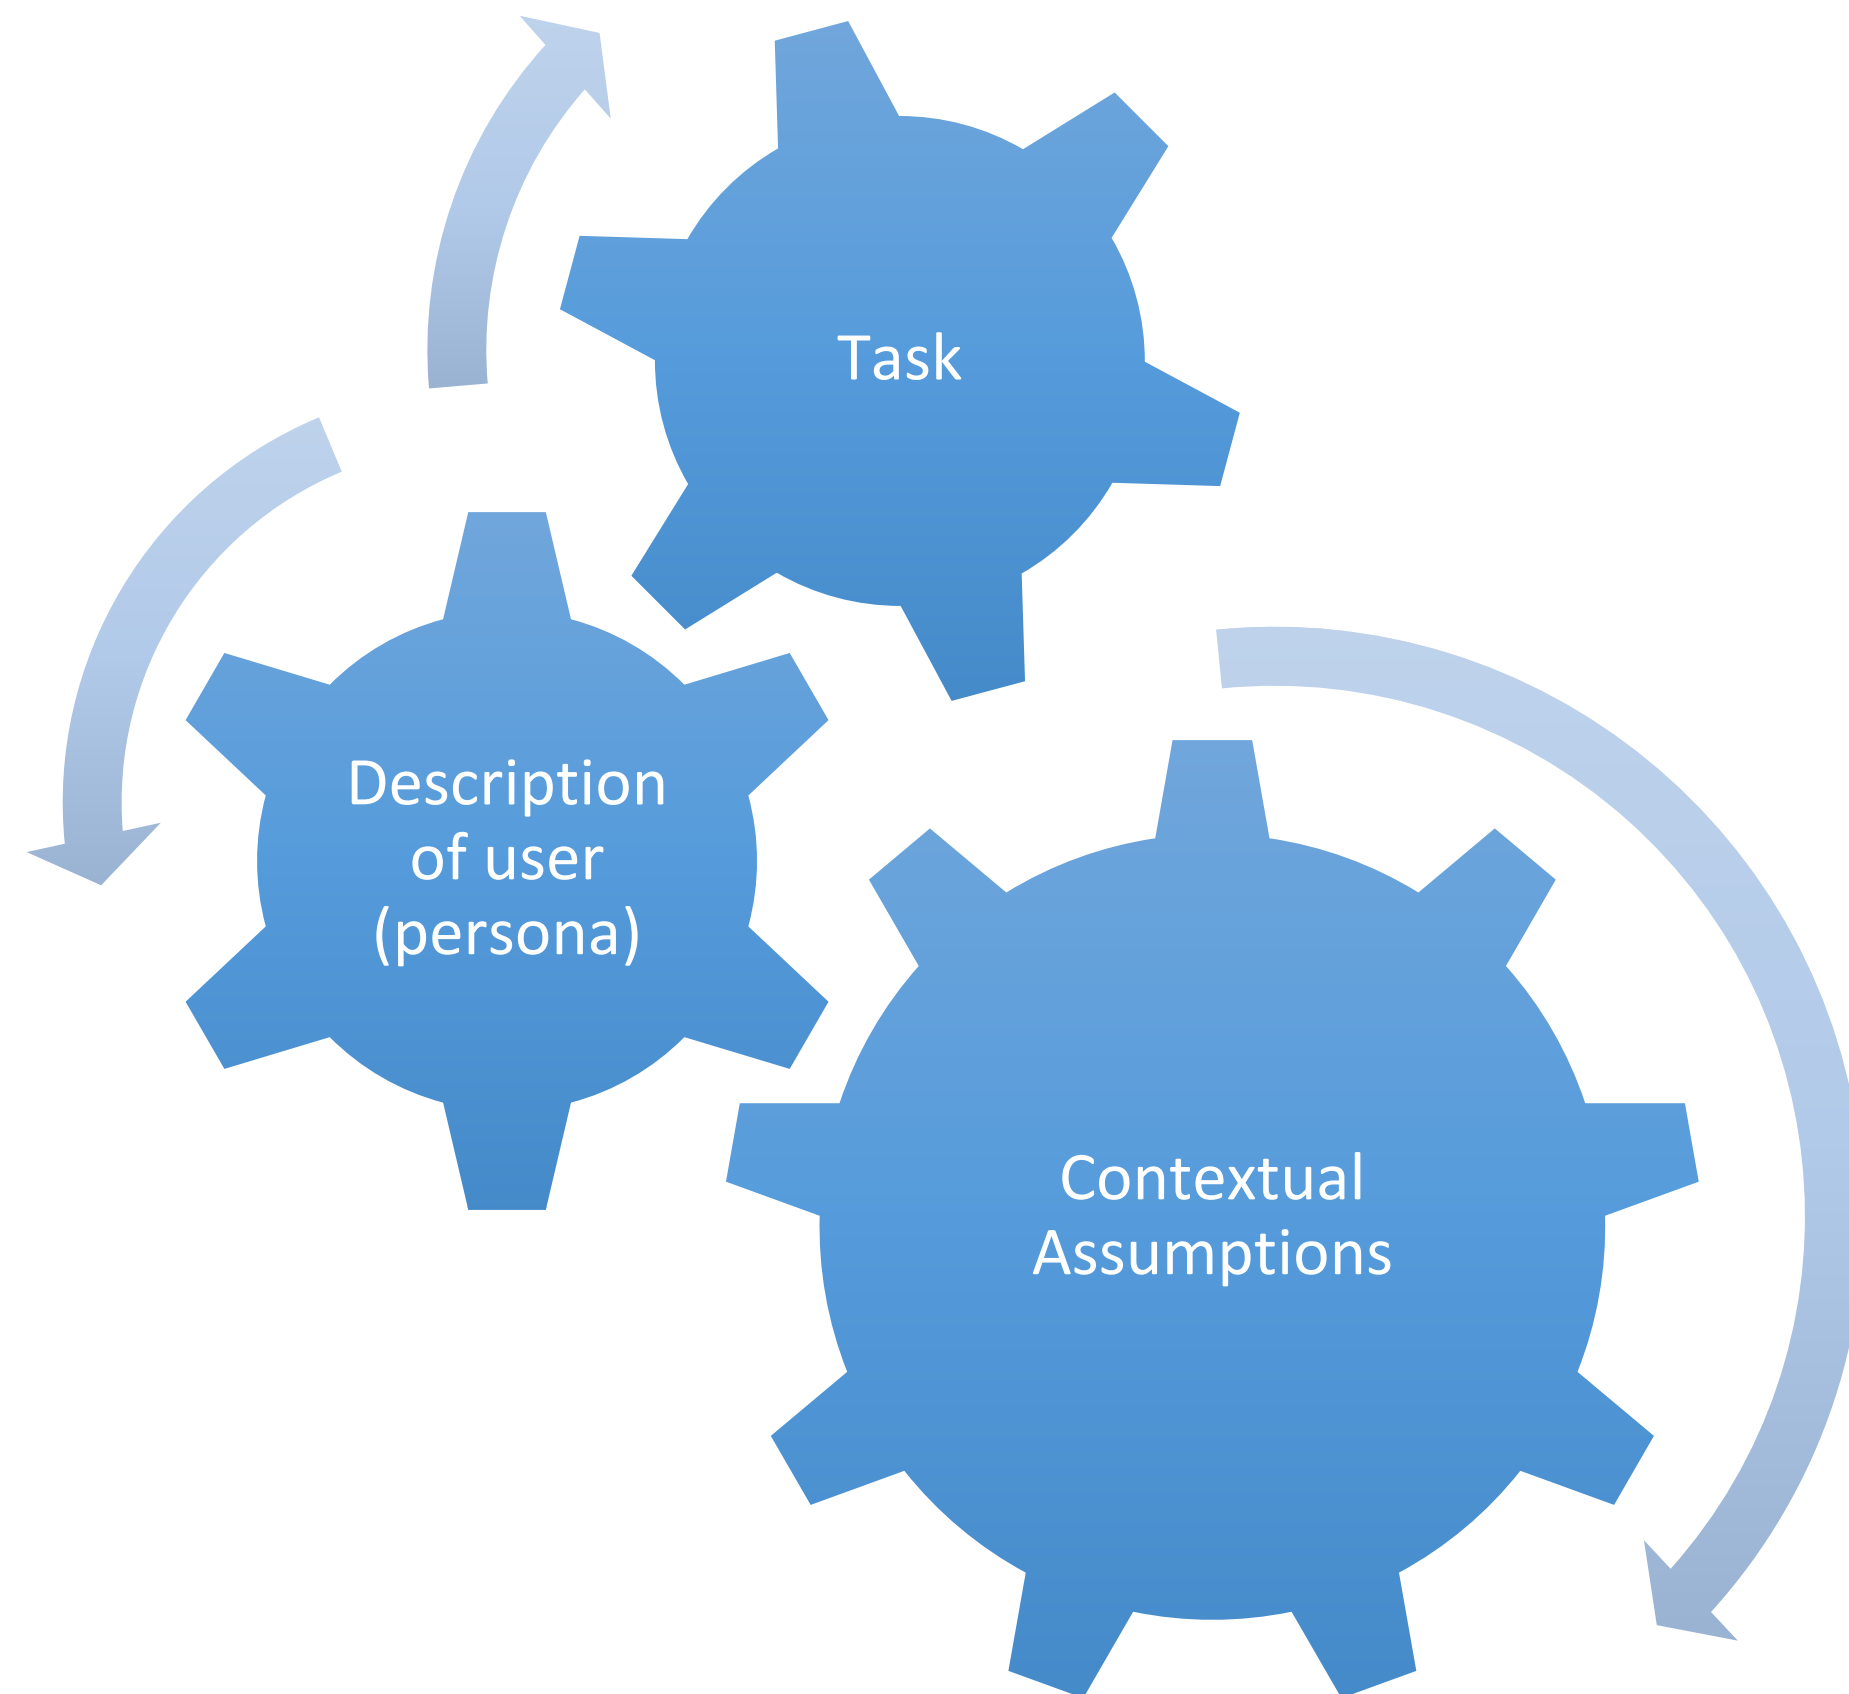 Task
Description
of user
(persona)
Contextual
Assumptions